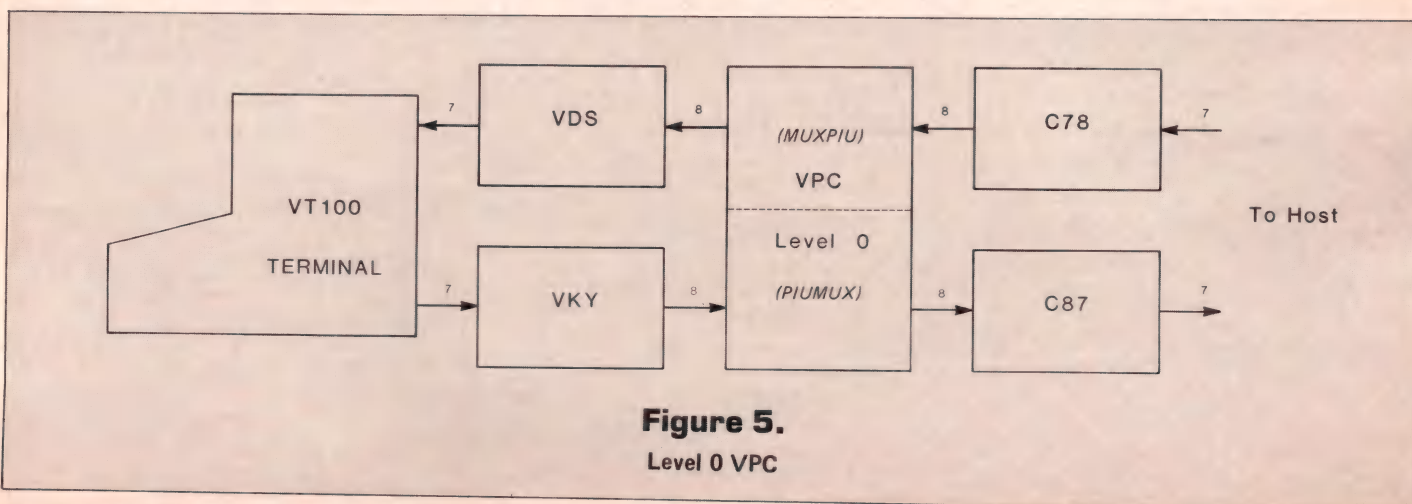 7
VDS
8
(MUXPIU)
VPC
8
C78
7
VT100
TERMINAL
To Host
7
VKY
8
Level 0
(PIUMUX)
8
C87
7
Figure 5.
Level 0 VPC